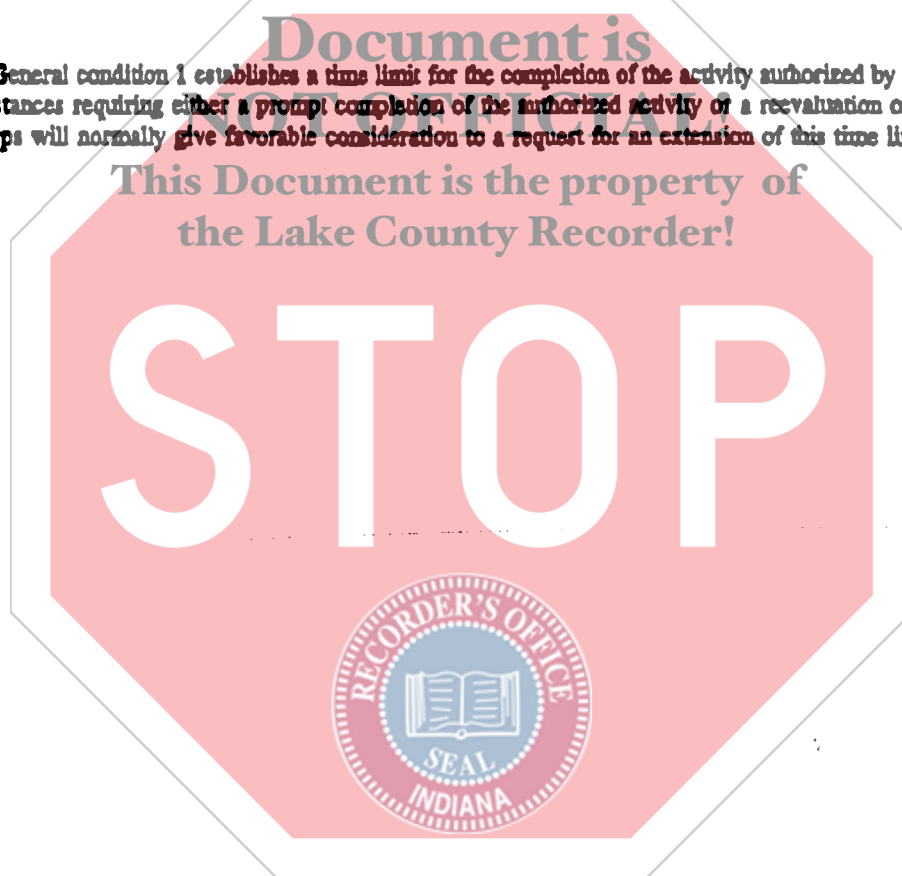 Document is
General condition 1 establishes a time limit for the completion of the activity authorized by
tances requiring either a prompt completion of the authorized activity or a reevaluation o
NOT OFFICIAL!
ps will normally give favorable consideration to a request for an extension of this time li
This Document is the property of
the Lake County Recorder!
STOP
RECORDER'S OFFICE
SEAL
INDIANA